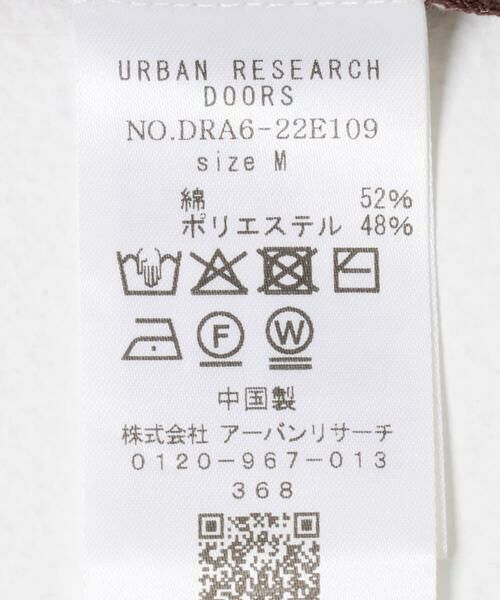 URBAN RESEARCH
DOORS
NO.DRA6-22E109
size M
綿 52%
ポリエステル 48%
F W
中国製
株式会社 アーバンリサーチ
0120-967-013
368